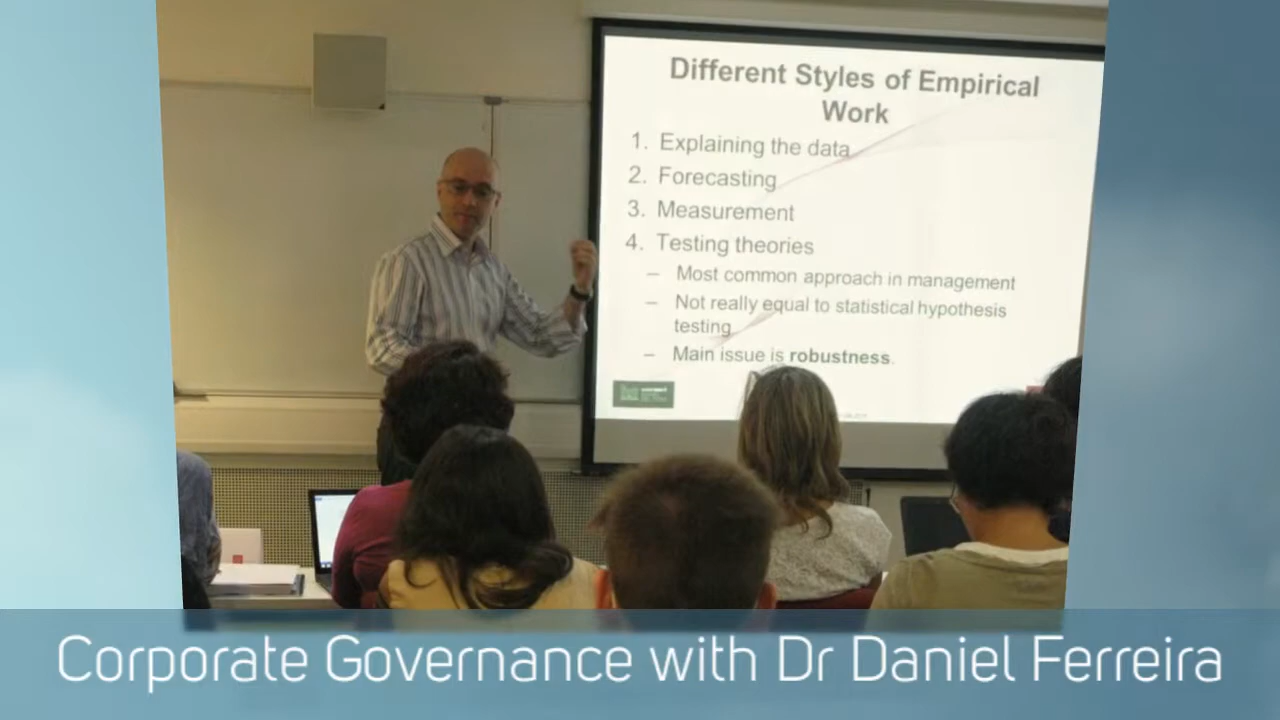 Different Styles of Empirical
Work
1. Explaining the data
2. Forecasting
3. Measurement
4. Testing theories
– Most common approach in management
– Not really equal to statistical hypothesis
testing
– Main issue is robustness.
Corporate Governance with Dr Daniel Ferreira